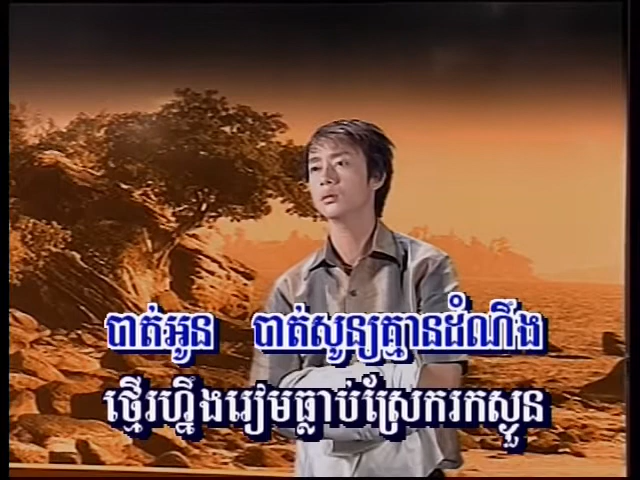 បាត់អូន បាត់សូន្យគ្មានដំណឹង
ថ្មើរហ្នឹងរៀមធ្លាប់ស្រែករកស្ងួន